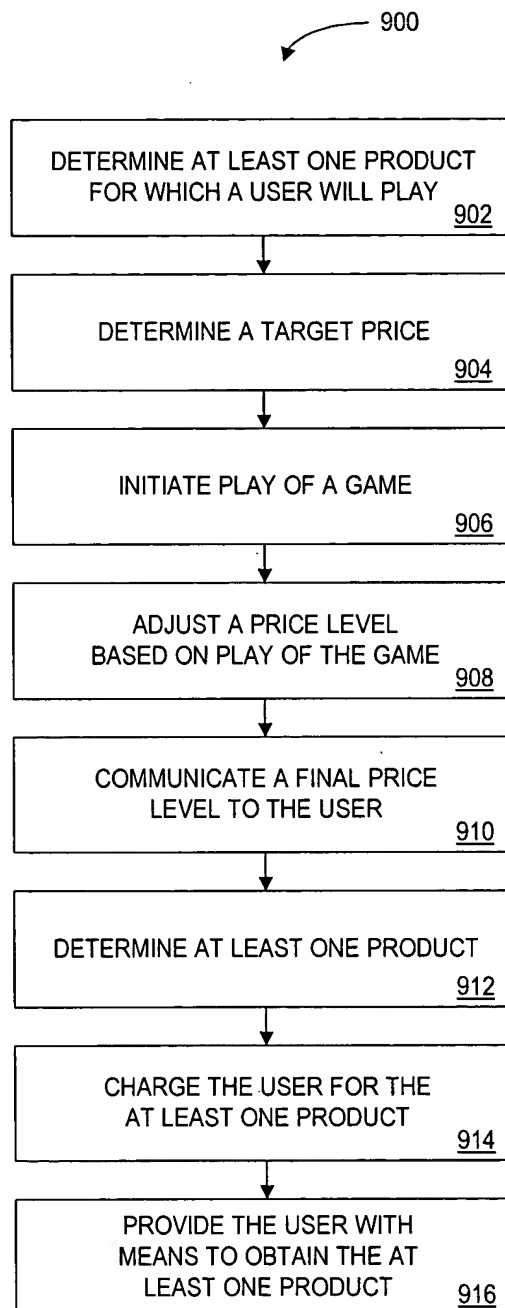 900
DETERMINE AT LEAST ONE PRODUCT
FOR WHICH A USER WILL PLAY
902
DETERMINE A TARGET PRICE
904
INITIATE PLAY OF A GAME
906
ADJUST A PRICE LEVEL
BASED ON PLAY OF THE GAME
908
COMMUNICATE A FINAL PRICE
LEVEL TO THE USER
910
DETERMINE AT LEAST ONE PRODUCT
912
CHARGE THE USER FOR THE
AT LEAST ONE PRODUCT
914
PROVIDE THE USER WITH
MEANS TO OBTAIN THE AT
LEAST ONE PRODUCT
916